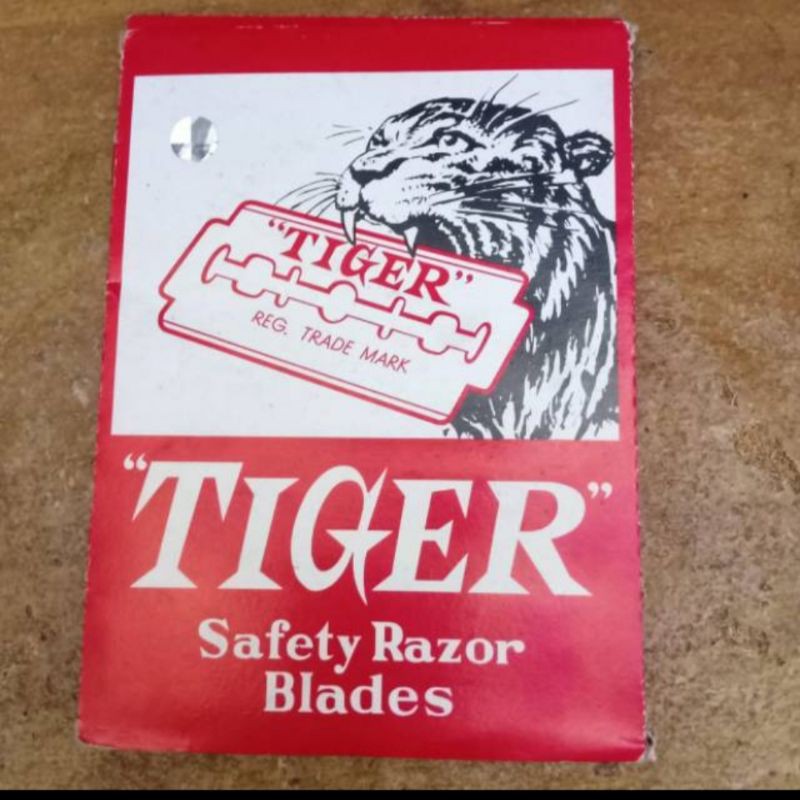 “TIGER”
REG. TRADE MARK
“TIGER”
Safety Razor
Blades